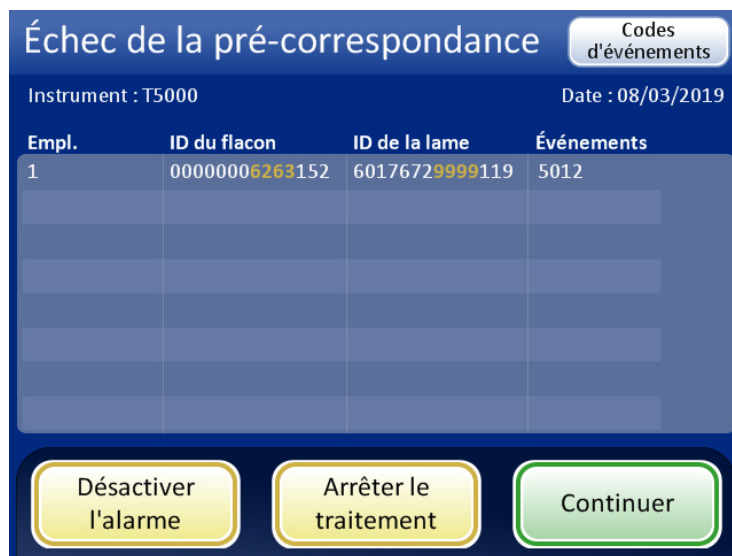 Échec de la pré-correspondance
Codes
d'événements
Instrument : T5000 Date : 08/03/2019
Empl. ID du flacon ID de la lame Événements
1 00000006263152 60176729999119 5012
Désactiver
l'alarme
Arrêter le
traitement
Continuer